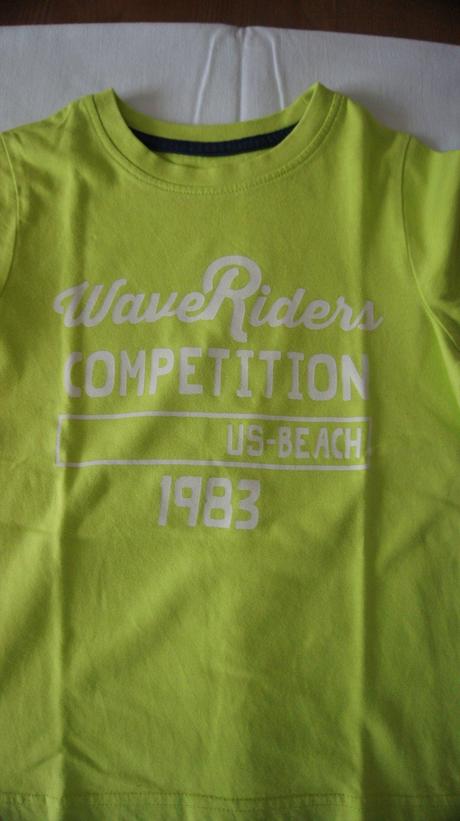 WaveRiders
COMPETITION
US-BEACH
1983